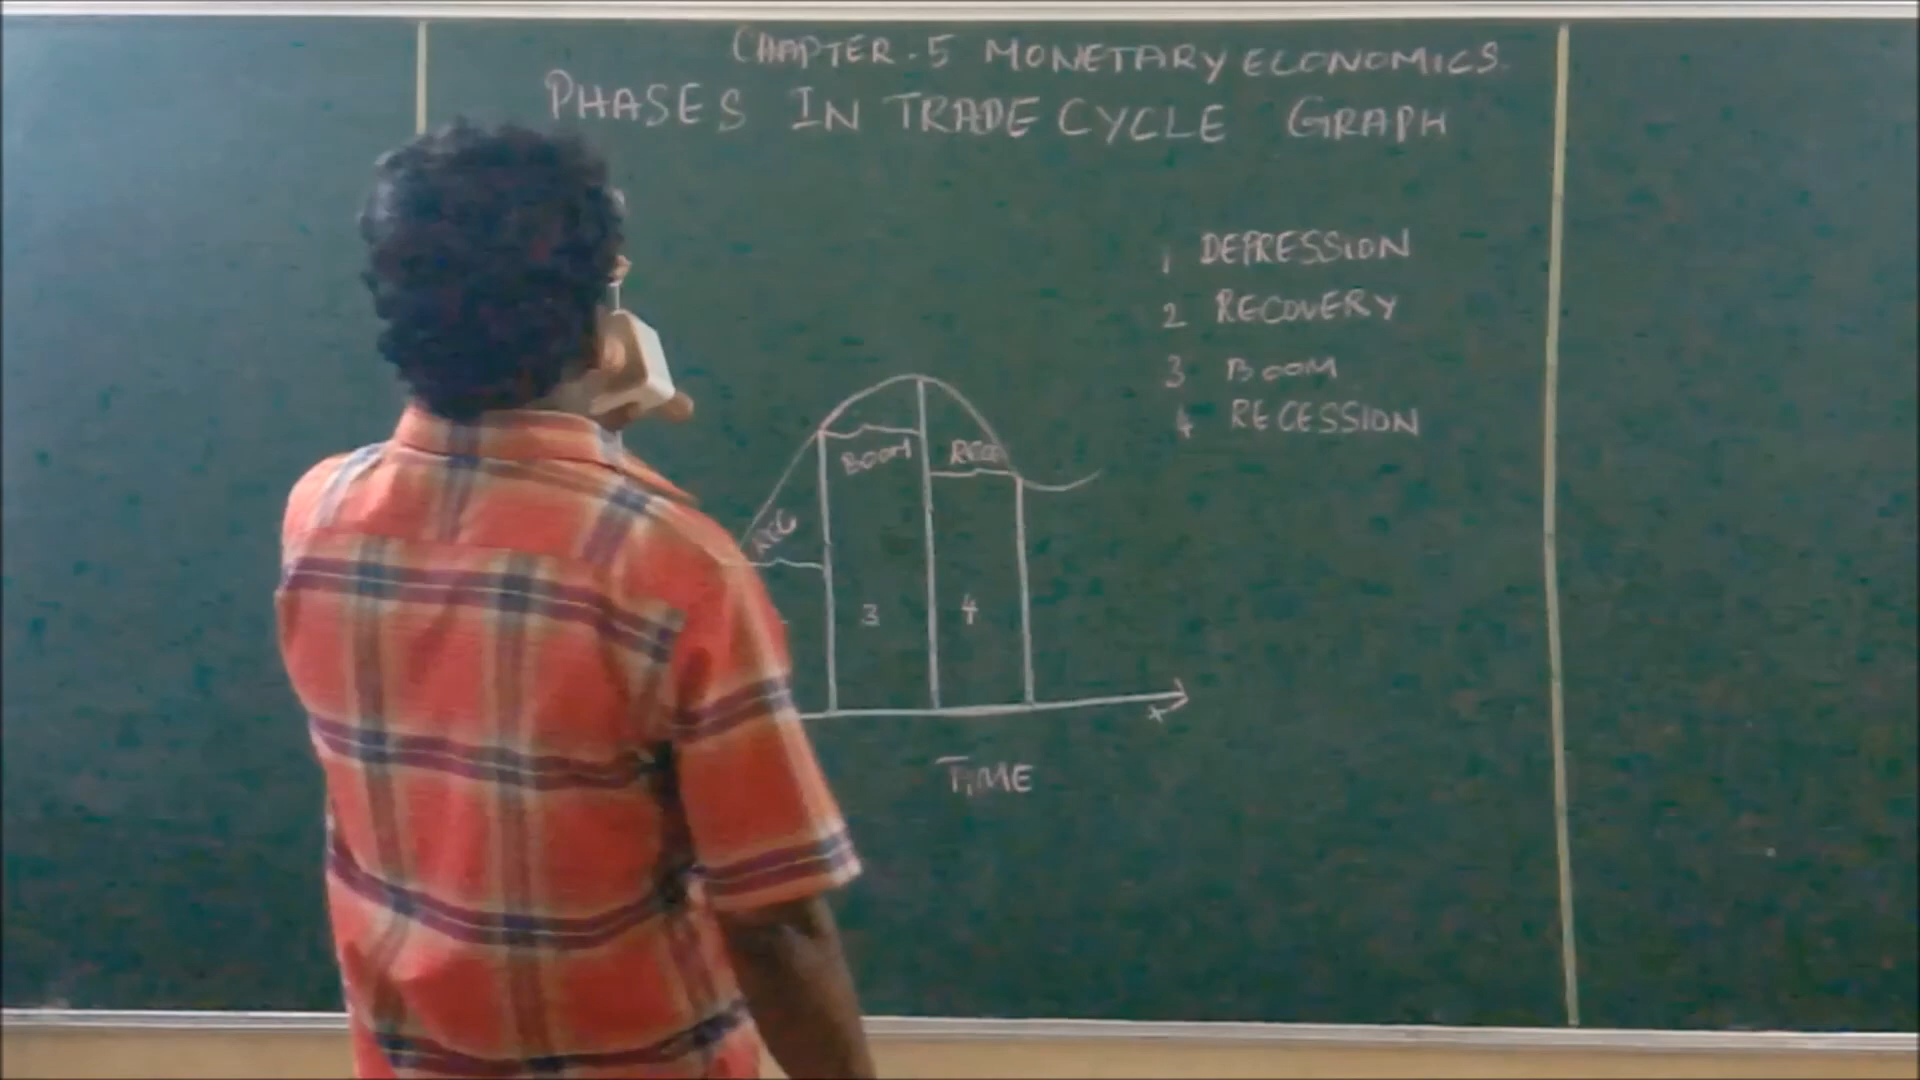 CHAPTER.5 MONETARY ECONOMICS.
PHASES IN TRADE CYCLE GRAPH
1 DEPRESSION
2 RECOVERY
3 BOOM
4 RECESSION
BOOM
REC
3 4
X
TIME